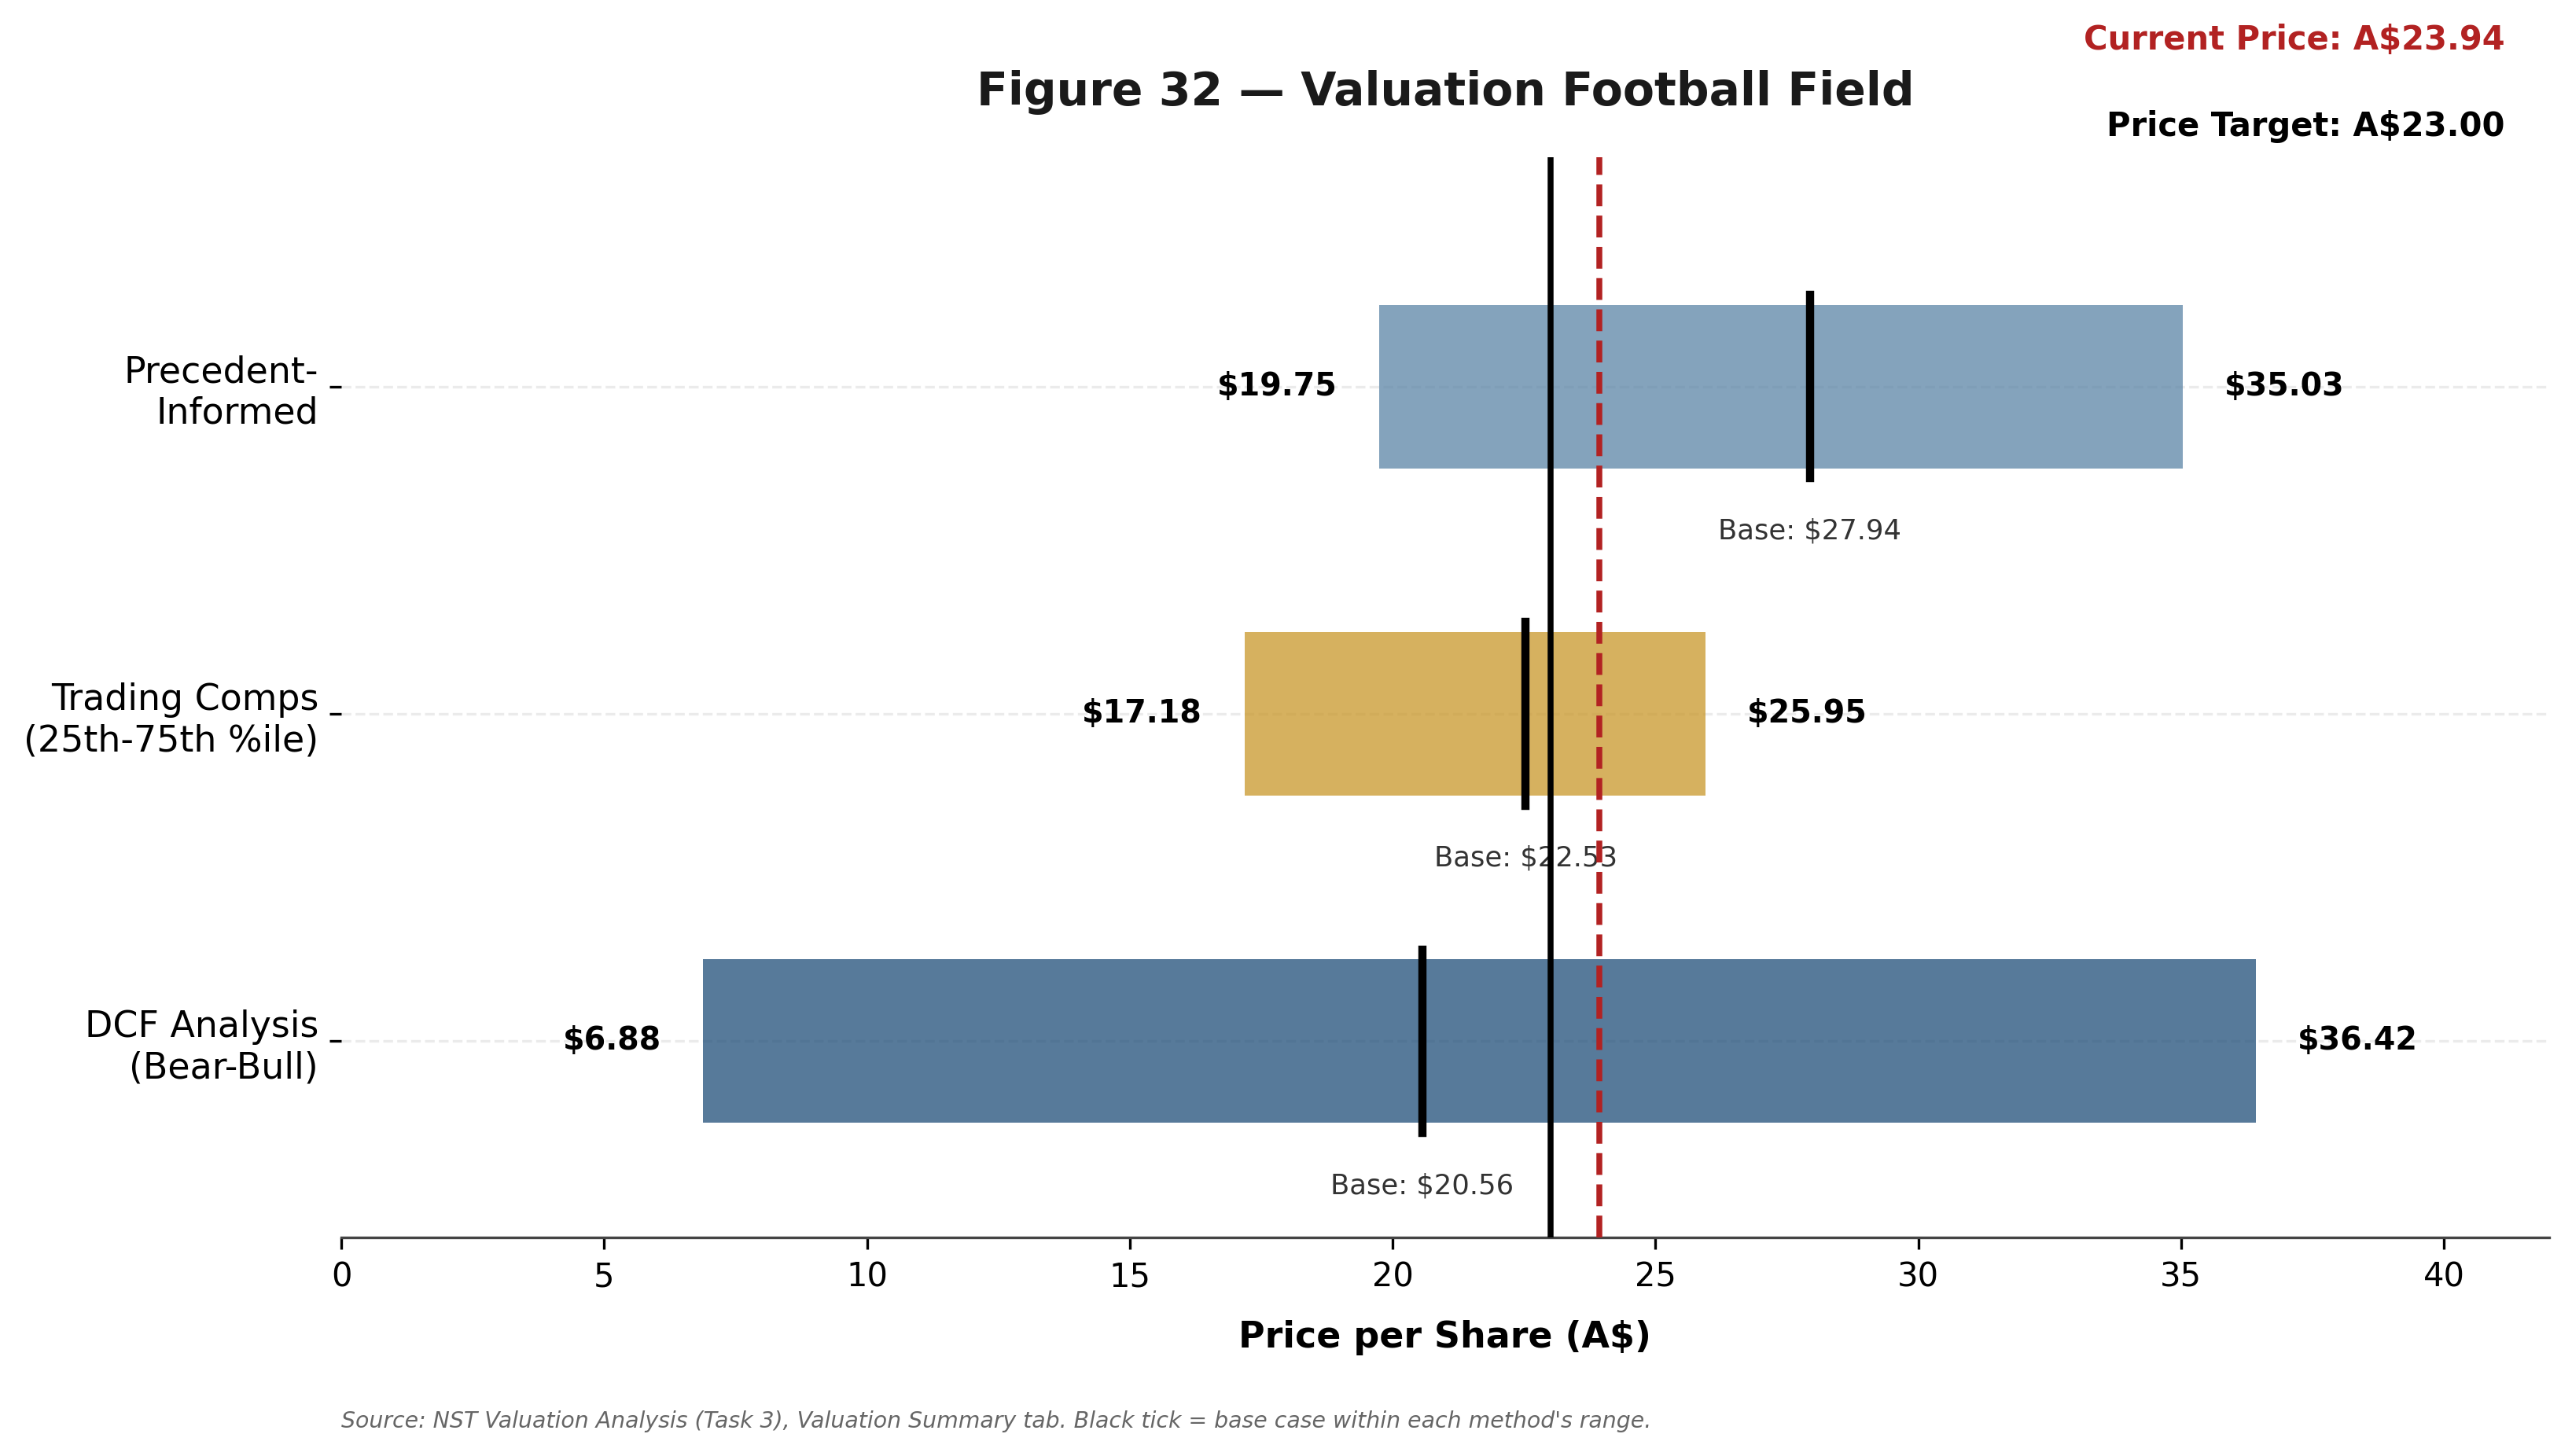 Current Price: A$23.94
Figure 32 — Valuation Football Field
Price Target: A$23.00
Precedent-
Informed
$19.75
$35.03
Base: $27.94
Trading Comps
(25th-75th %ile)
$17.18
$25.95
Base: $22.53
DCF Analysis
(Bear-Bull)
$6.88
$36.42
Base: $20.56
0 5 10 15 20 25 30 35 40
Price per Share (A$)
Source: NST Valuation Analysis (Task 3), Valuation Summary tab. Black tick = base case within each method's range.